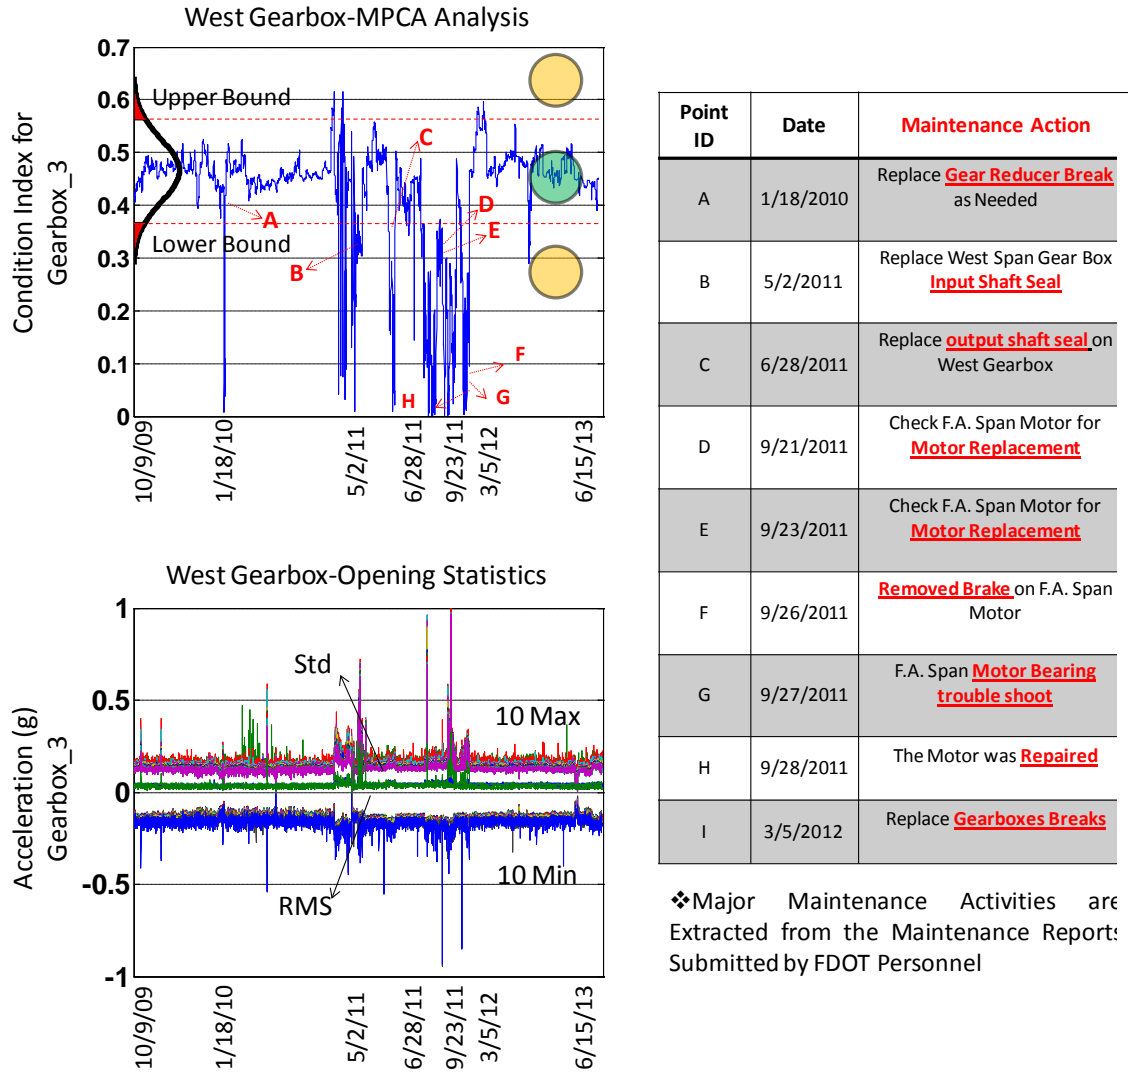 West Gearbox-MPCA Analysis
Condition Index for
Gearbox_3
0.7
0.6
0.5
0.4
0.3
0.2
0.1
0
Upper Bound
Lower Bound
A
B
C
D
E
F
G
H
10/9/09
1/18/10
5/2/11
6/28/11
9/23/11
3/5/12
6/15/13
West Gearbox-Opening Statistics
Acceleration (g)
Gearbox_3
1
0.5
0
-0.5
-1
Std
10 Max
10 Min
RMS
10/9/09
1/18/10
5/2/11
6/28/11
9/23/11
3/5/12
6/15/13
Point ID Date Maintenance Action
A 1/18/2010 Replace Gear Reducer Break
as Needed
B 5/2/2011 Replace West Span Gear Box
Input Shaft Seal
C 6/28/2011 Replace output shaft seal on
West Gearbox
D 9/21/2011 Check F.A. Span Motor for
Motor Replacement
E 9/23/2011 Check F.A. Span Motor for
Motor Replacement
F 9/26/2011 Removed Brake on F.A. Span
Motor
G 9/27/2011 F.A. Span Motor Bearing
trouble shoot
H 9/28/2011 The Motor was Repaired
I 3/5/2012 Replace Gearboxes Breaks
❖Major Maintenance Activities are
Extracted from the Maintenance Reports
Submitted by FDOT Personnel